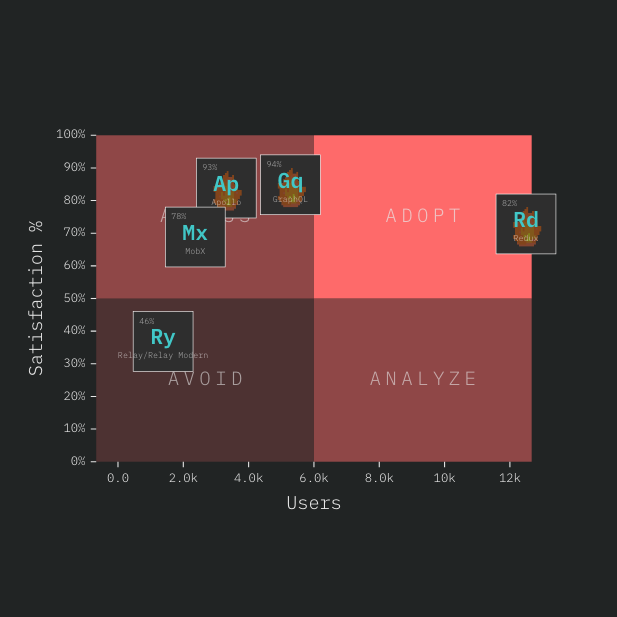 100%
90%
80%
70%
60%
50%
40%
30%
20%
10%
0%
Satisfaction %
94%
Gq
GraphQL
93%
Ap
Apollo
82%
Rd
Redux
78%
Mx
MobX
ADOPT
46%
Ry
Relay/Relay Modern
AVOID
ANALYZE
0.0
2.0k
4.0k
6.0k
8.0k
10k
12k
Users